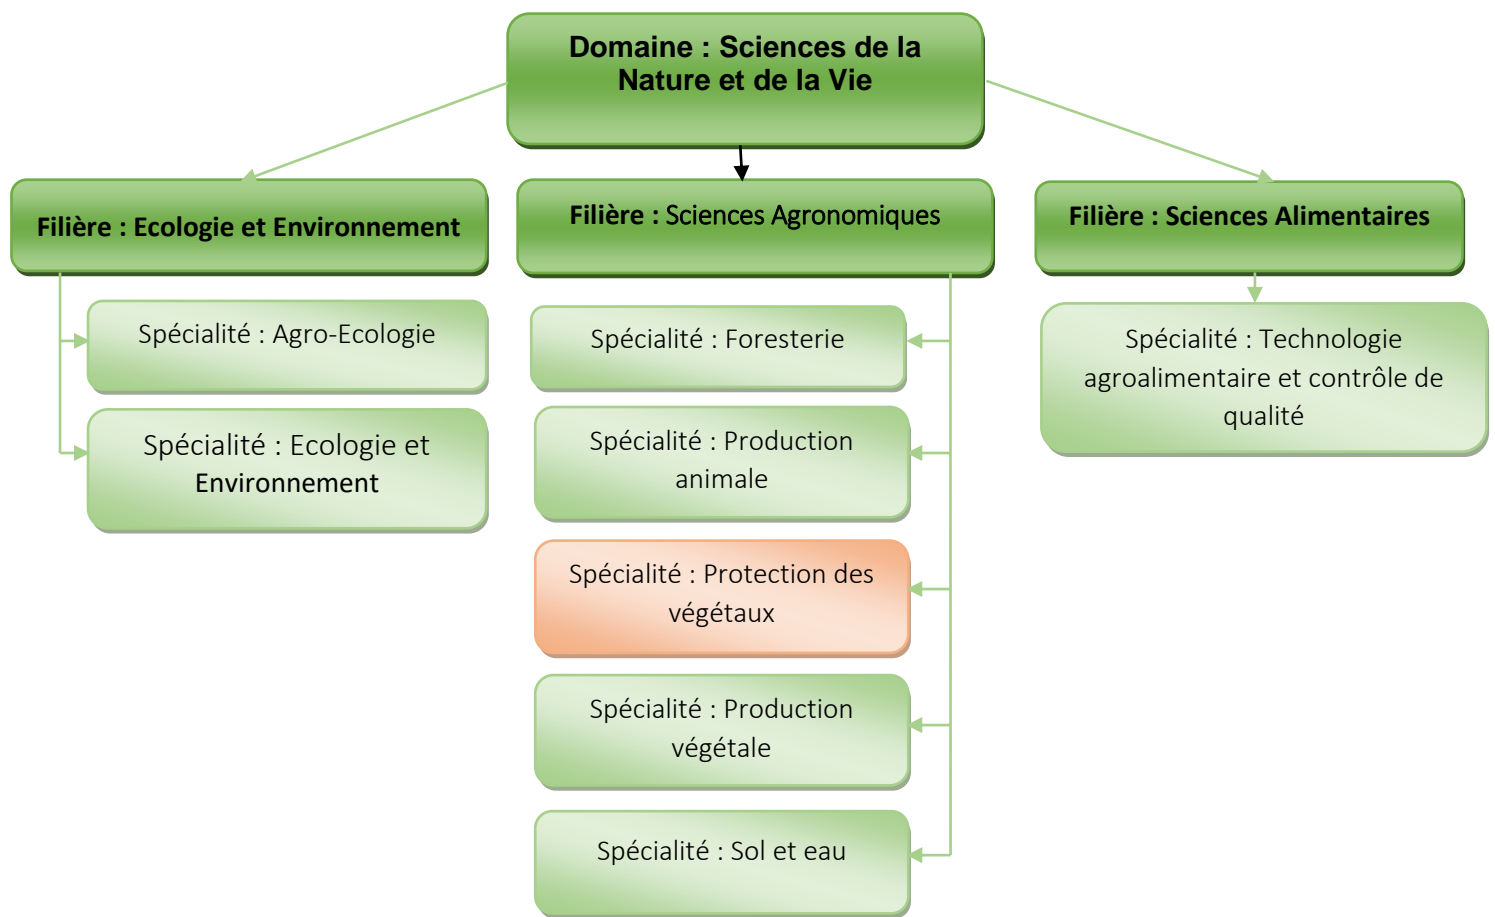 Domaine : Sciences de la
Nature et de la Vie
Filière : Ecologie et Environnement
Filière : Sciences Agronomiques
Filière : Sciences Alimentaires
Spécialité : Agro-Ecologie
Spécialité : Ecologie et
Environnement
Spécialité : Foresterie
Spécialité : Production
animale
Spécialité : Protection des
végétaux
Spécialité : Production
végétale
Spécialité : Sol et eau
Spécialité : Technologie
agroalimentaire et contrôle de
qualité